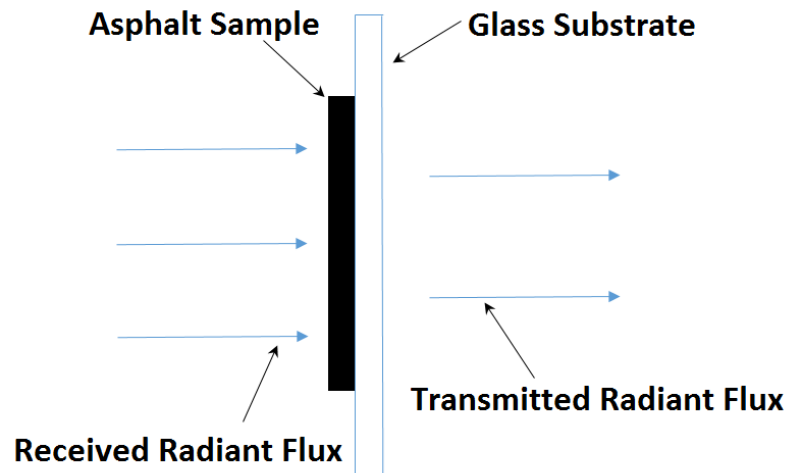 Asphalt Sample
Glass Substrate
Transmitted Radiant Flux
Received Radiant Flux